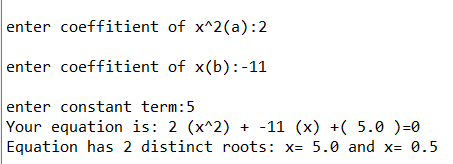 enter coeffitient of x^2(a):2
enter coeffitient of x(b):-11
enter constant term:5
Your equation is: 2 (x^2) + -11 (x) +( 5.0 )=0
Equation has 2 distinct roots: x= 5.0 and x= 0.5